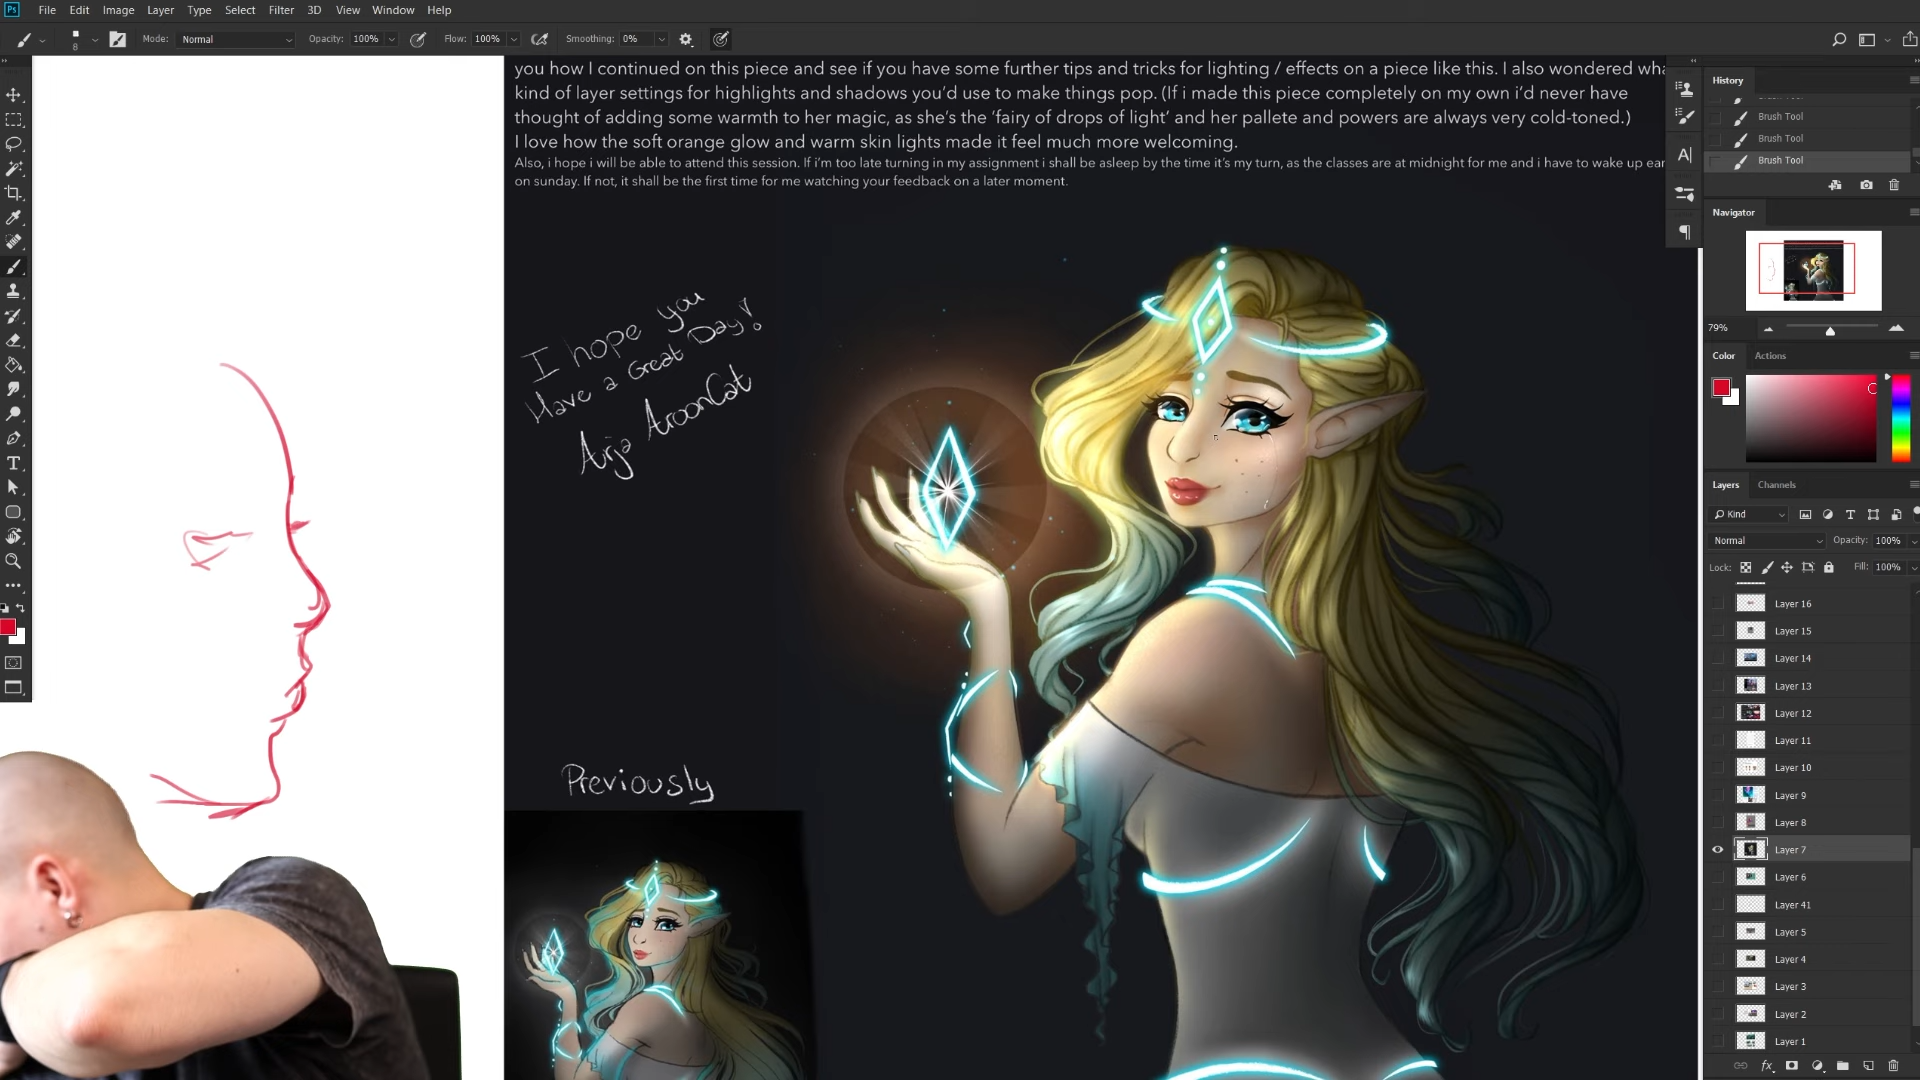 Ps File Edit Image Layer Type Select Filter 3D View Window Help
8 Mode: Normal Opacity: 100% Flow: 100% Smoothing: 0%
you how I continued on this piece and see if you have some further tips and tricks for lighting / effects on a piece like this. I also wondered
kind of layer settings for highlights and shadows you'd use to make things pop. (If i made this piece completely on my own i'd never have
thought of adding some warmth to her magic, as she's the 'fairy of drops of light' and her pallete and powers are always very cold-toned.)
I love how the soft orange glow and warm skin lights made it feel much more welcoming.
Also, i hope i will be able to attend this session. If i'm too late turning in my assignment i shall be asleep by the time it's my turn, as the classes are at midnight for me and i have to wake up
on sunday. If not, it shall be the first time for me watching your feedback on a later moment.
I hope you
Have a Great Day!
Arja AroonCat
Previously
History
Brush Tool
Brush Tool
Brush Tool
Navigator
79%
Color Actions
Layers Channels
Kind
Normal Opacity: 100%
Lock: Fill: 100%
Layer 16
Layer 15
Layer 14
Layer 13
Layer 12
Layer 11
Layer 10
Layer 9
Layer 8
Layer 7
Layer 6
Layer 41
Layer 5
Layer 4
Layer 3
Layer 2
Layer 1